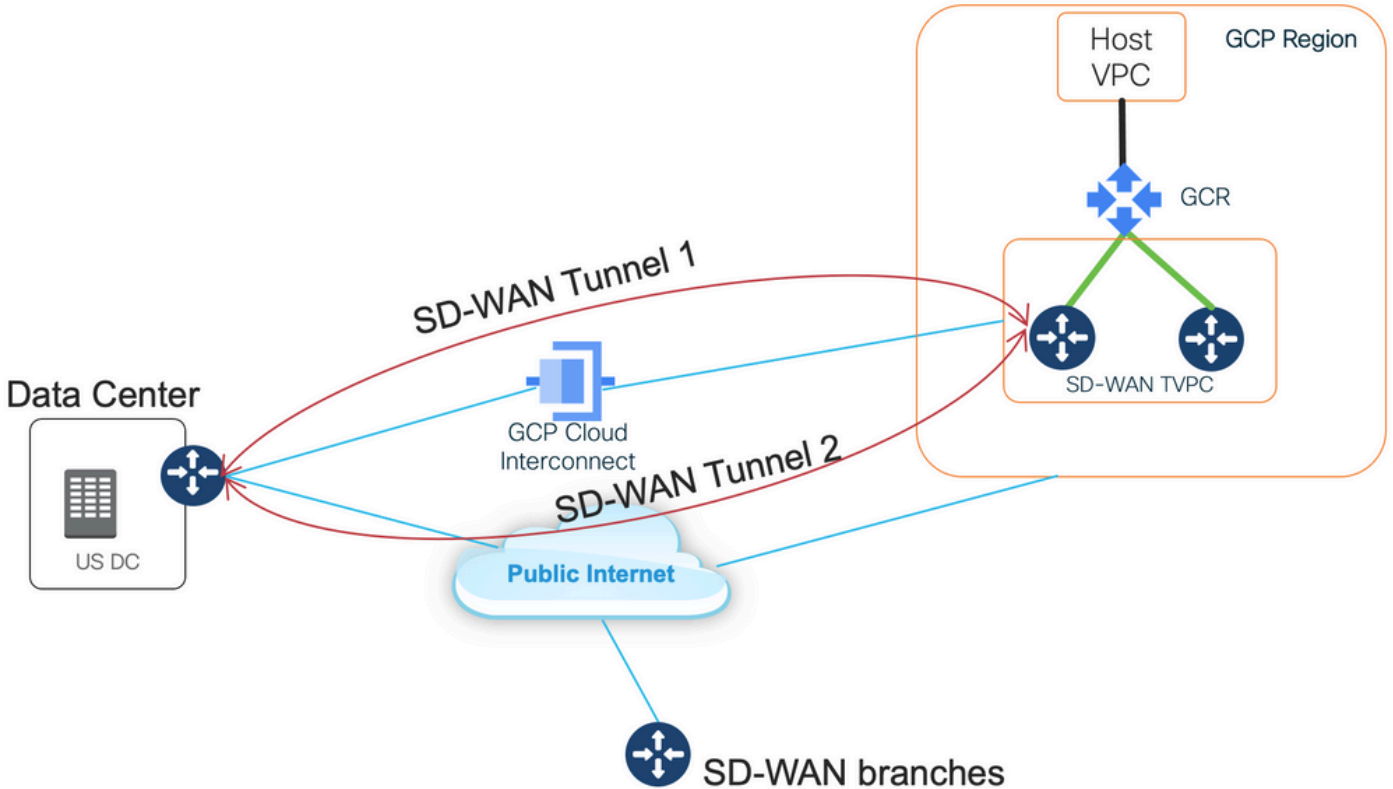 Host
VPC
GCP Region
GCR
SD-WAN Tunnel 1
SD-WAN TVPC
Data Center
GCP Cloud
Interconnect
SD-WAN Tunnel 2
US DC
Public Internet
SD-WAN branches